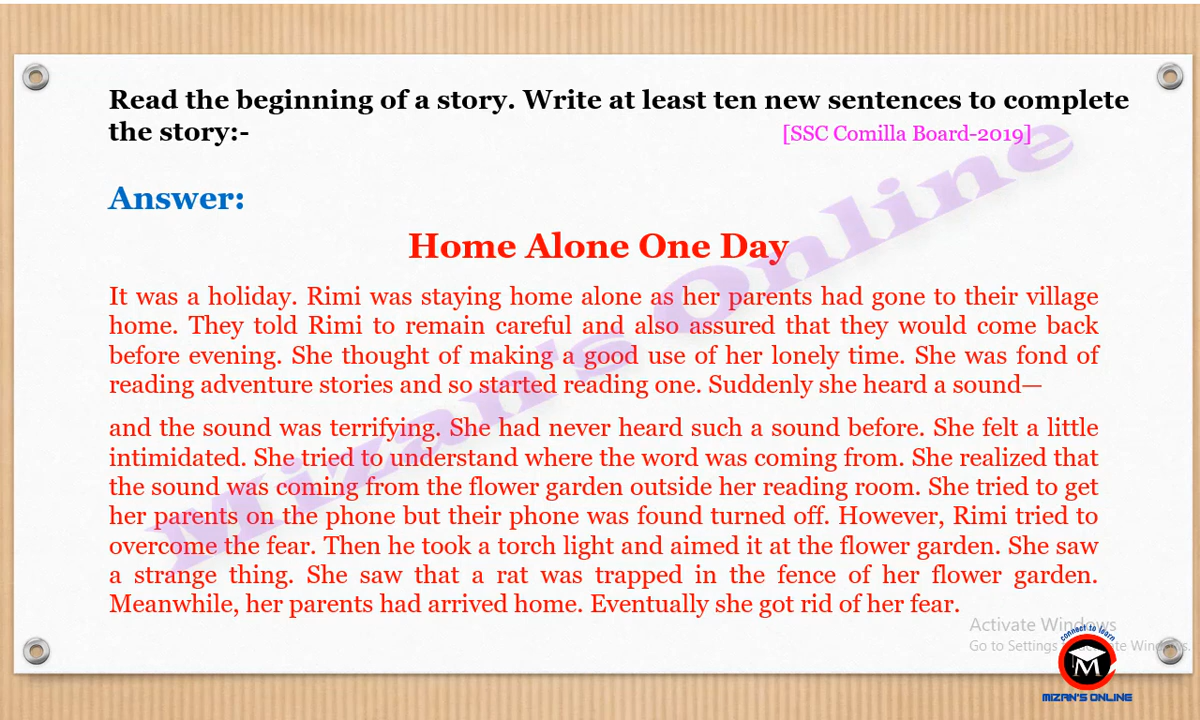 Read the beginning of a story. Write at least ten new sentences to complete
the story:- [SSC Comilla Board-2019]
Answer:
Home Alone One Day
It was a holiday. Rimi was staying home alone as her parents had gone to their village
home. They told Rimi to remain careful and also assured that they would come back
before evening. She thought of making a good use of her lonely time. She was fond of
reading adventure stories and so started reading one. Suddenly she heard a sound—
and the sound was terrifying. She had never heard such a sound before. She felt a little
intimidated. She tried to understand where the word was coming from. She realized that
the sound was coming from the flower garden outside her reading room. She tried to get
her parents on the phone but their phone was found turned off. However, Rimi tried to
overcome the fear. Then he took a torch light and aimed it at the flower garden. She saw
a strange thing. She saw that a rat was trapped in the fence of her flower garden.
Meanwhile, her parents had arrived home. Eventually she got rid of her fear.
Mizan's Online
Activate Windows
Go to Settings to activate Windows.
connect to learn
M
MIZAN'S ONLINE